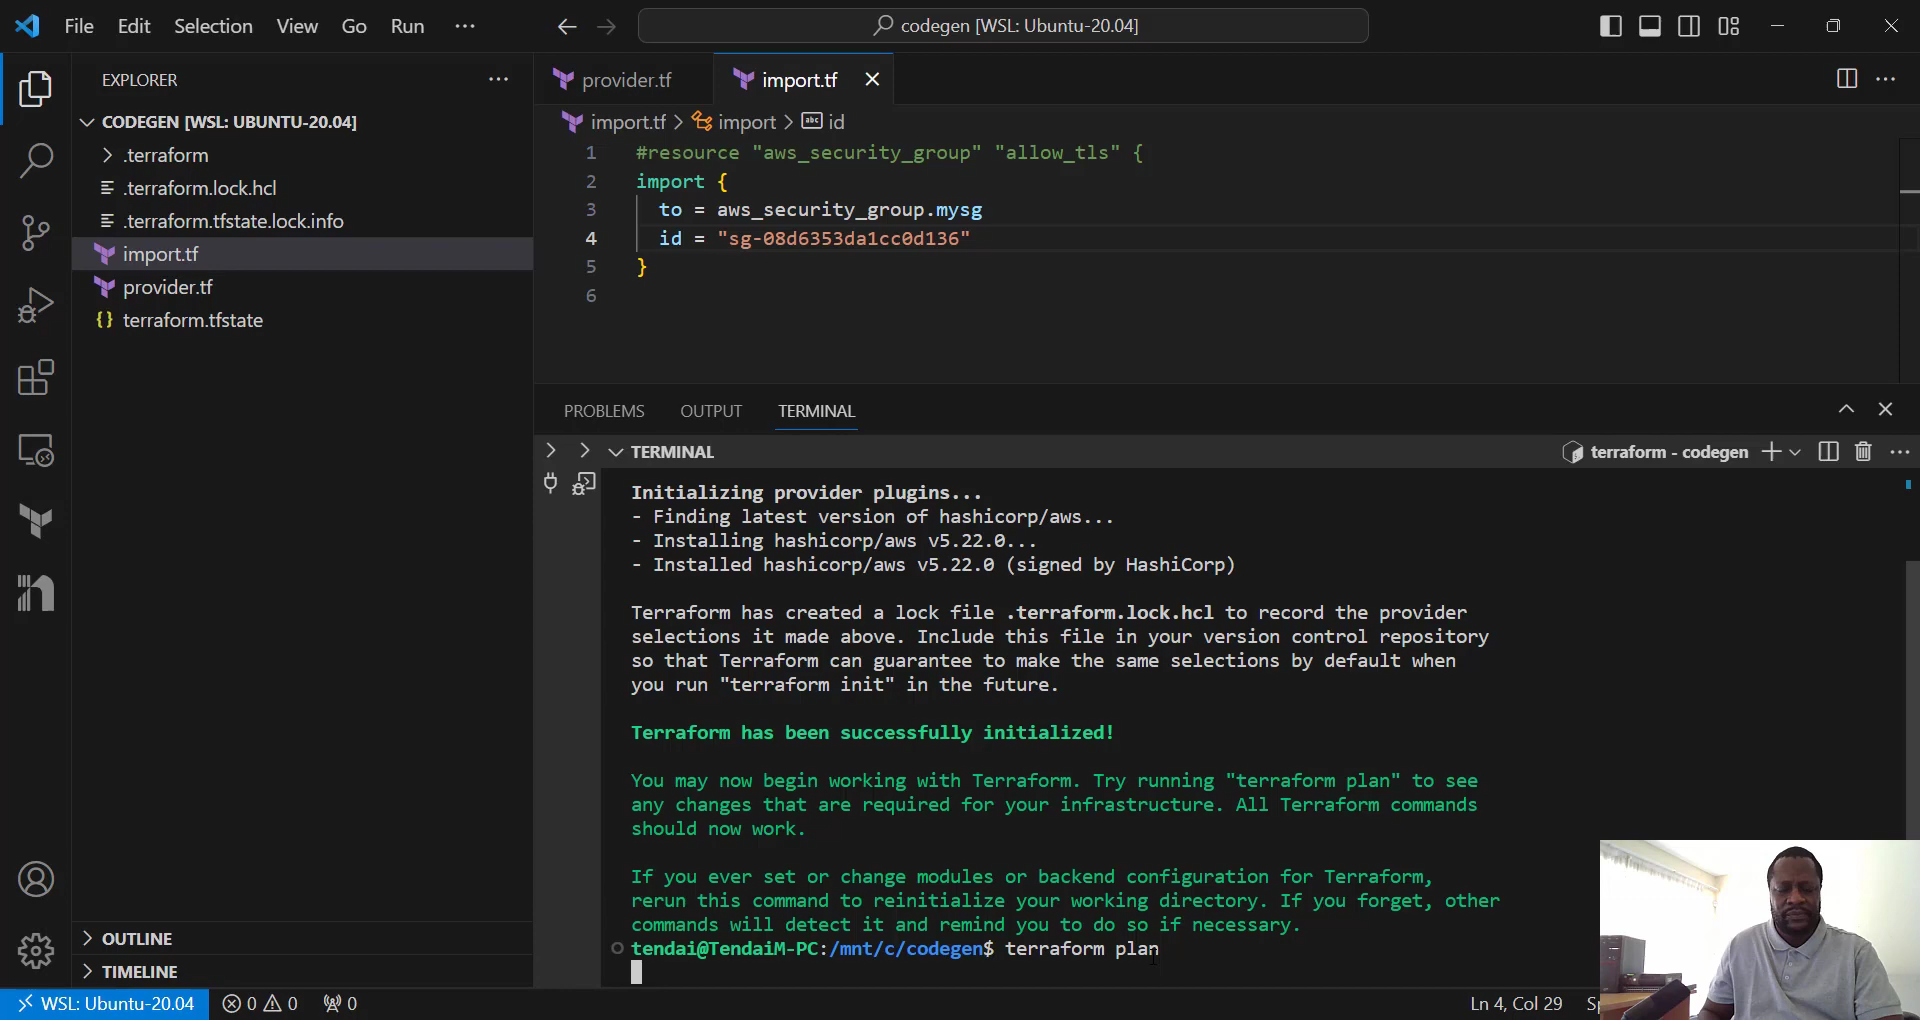 File Edit Selection View Go Run ···
codegen [WSL: Ubuntu-20.04]
EXPLORER ···
CODEGEN [WSL: UBUNTU-20.04]
.terraform
.terraform.lock.hcl
.terraform.tfstate.lock.info
import.tf
provider.tf
terraform.tfstate
OUTLINE
TIMELINE
provider.tf import.tf
import.tf > import > abc id
1 #resource "aws_security_group" "allow_tls" {
2 import {
3 to = aws_security_group.mysg
4 id = "sg-08d6353da1cc0d136"
5 }
6
PROBLEMS OUTPUT TERMINAL
TERMINAL terraform - codegen
Initializing provider plugins...
- Finding latest version of hashicorp/aws...
- Installing hashicorp/aws v5.22.0...
- Installed hashicorp/aws v5.22.0 (signed by HashiCorp)
Terraform has created a lock file .terraform.lock.hcl to record the provider
selections it made above. Include this file in your version control repository
so that Terraform can guarantee to make the same selections by default when
you run "terraform init" in the future.
Terraform has been successfully initialized!
You may now begin working with Terraform. Try running "terraform plan" to see
any changes that are required for your infrastructure. All Terraform commands
should now work.
If you ever set or change modules or backend configuration for Terraform,
rerun this command to reinitialize your working directory. If you forget, other
commands will detect it and remind you to do so if necessary.
tendai@TendaiM-PC:/mnt/c/codegen$ terraform plan
WSL: Ubuntu-20.04 0 0 0 Ln 4, Col 29